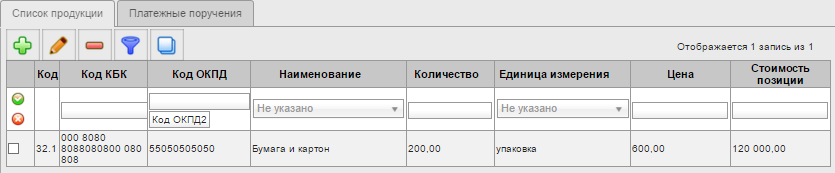 Список продукции
Платежные поручения
Отображается 1 запись из 1
Код
Код КБК
Код ОКПД
Наименование
Количество
Единица измерения
Цена
Стоимость
позиции
Не указано
Не указано
Код ОКПД2
32.1
000 8080
8088080800 080
808
55050505050
Бумага и картон
200,00
упаковка
600,00
120 000,00